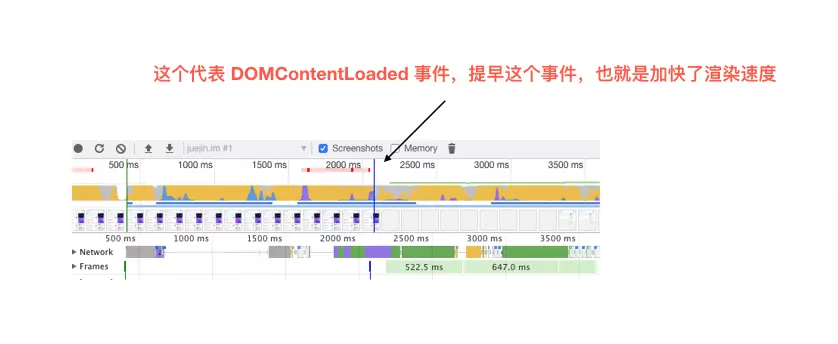 这个代表 DOMContentLoaded 事件，提早这个事件，也就是加快了渲染速度
juejin.im #1 Screenshots Memory
500 ms 1000 ms 1500 ms 2000 ms 2500 ms 3000 ms 3500 ms
500 ms 1000 ms 1500 ms 2000 ms 2500 ms 3000 ms 3500 ms
Network
Frames 522.5 ms 647.0 ms